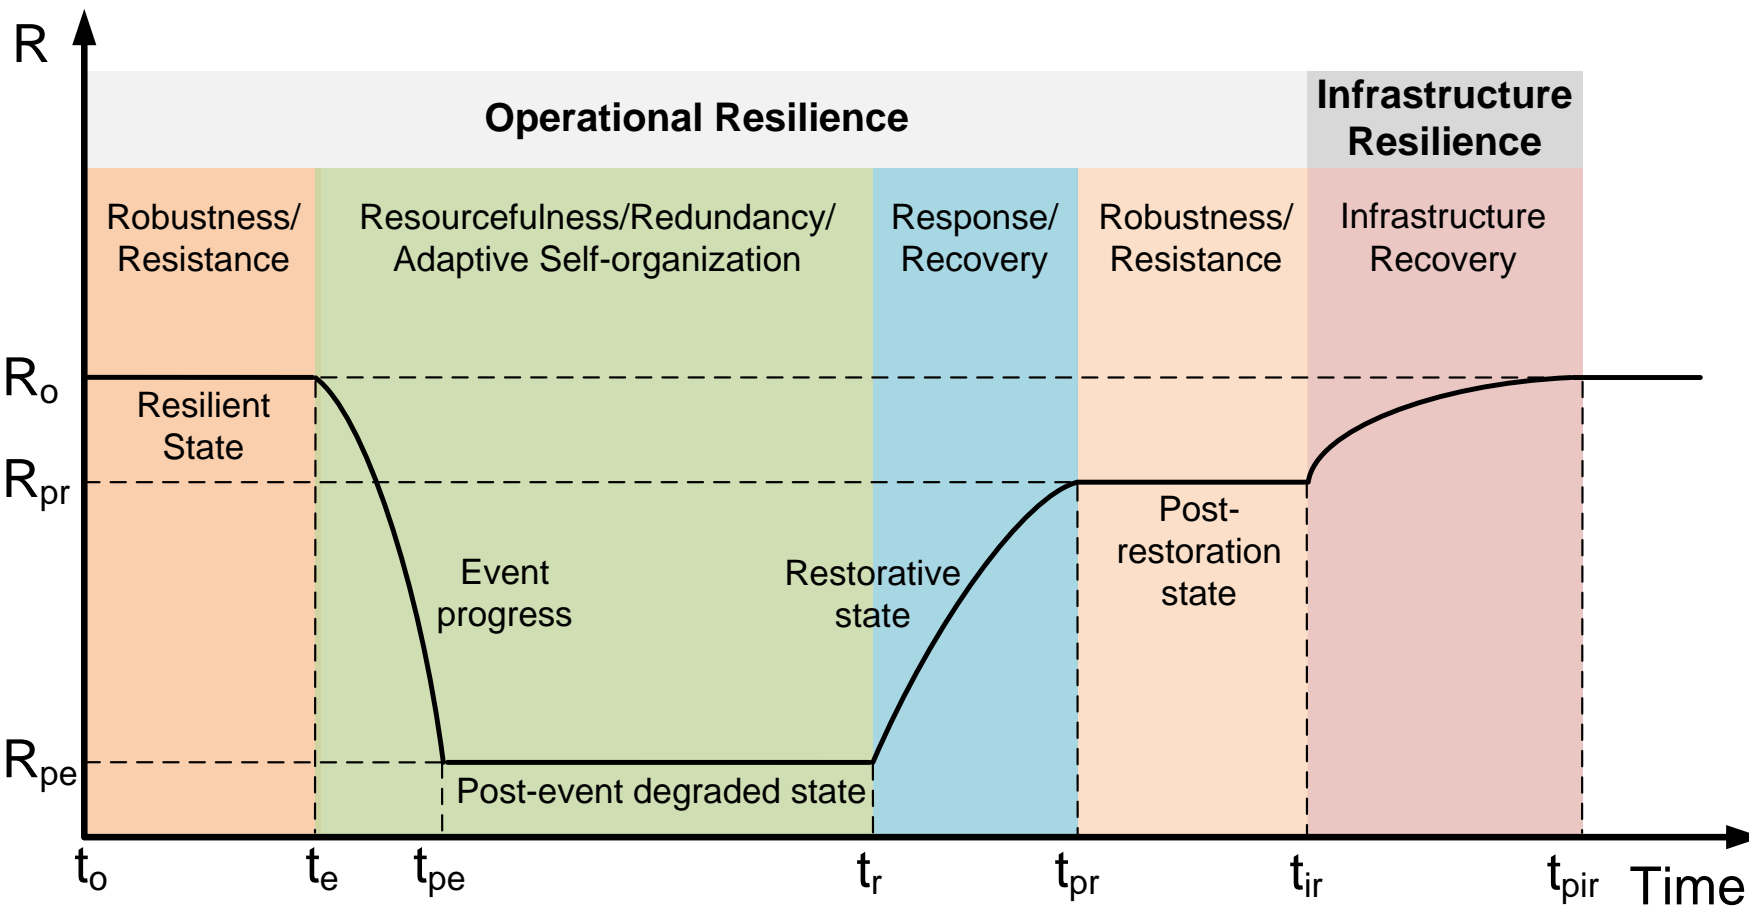 R
Operational Resilience
Infrastructure
Resilience
Robustness/
Resistance
Resourcefulness/Redundancy/
Adaptive Self-organization
Response/
Recovery
Robustness/
Resistance
Infrastructure
Recovery
Ro
Resilient
State
Rpr
Post-
restoration
state
Event
progress
Restorative
state
Rpe
Post-event degraded state
to
te
tpe
tr
tpr
tir
tpir
Time